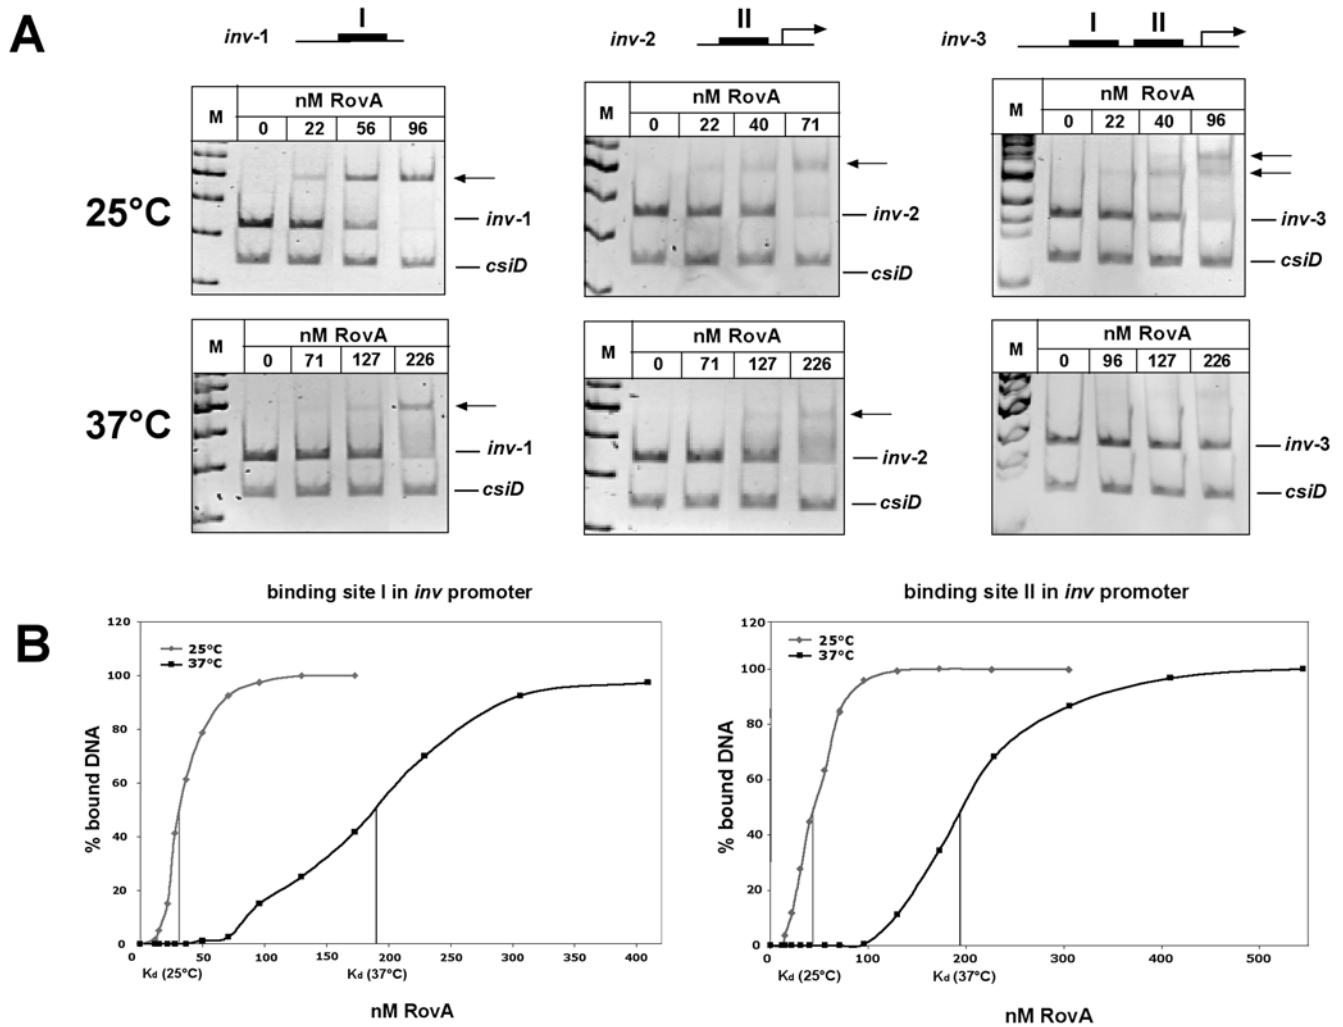 A
inv-1
I
inv-2
II
inv-3
I
II
25°C
M
nM RovA
0
22
56
96
inv-1
csiD
M
nM RovA
0
22
40
71
inv-2
csiD
M
nM RovA
0
22
40
96
inv-3
csiD
37°C
M
nM RovA
0
71
127
226
inv-1
csiD
M
nM RovA
0
71
127
226
inv-2
csiD
M
nM RovA
0
96
127
226
inv-3
csiD
B
binding site I in inv promoter
25°C
37°C
% bound DNA
120
100
80
60
40
20
0
0
50
100
150
200
250
300
350
400
Kd (25°C)
Kd (37°C)
nM RovA
binding site II in inv promoter
25°C
37°C
% bound DNA
120
100
80
60
40
20
0
0
100
200
300
400
500
Kd (25°C)
Kd (37°C)
nM RovA